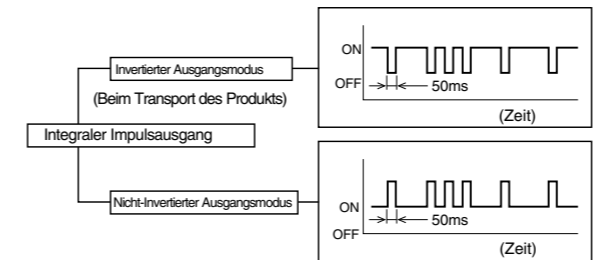 Invertierter Ausgangsmodus
(Beim Transport des Produkts)
Integraler Impulsausgang
Nicht-Invertierter Ausgangsmodus
ON
OFF
50ms
(Zeit)
ON
OFF
50ms
(Zeit)